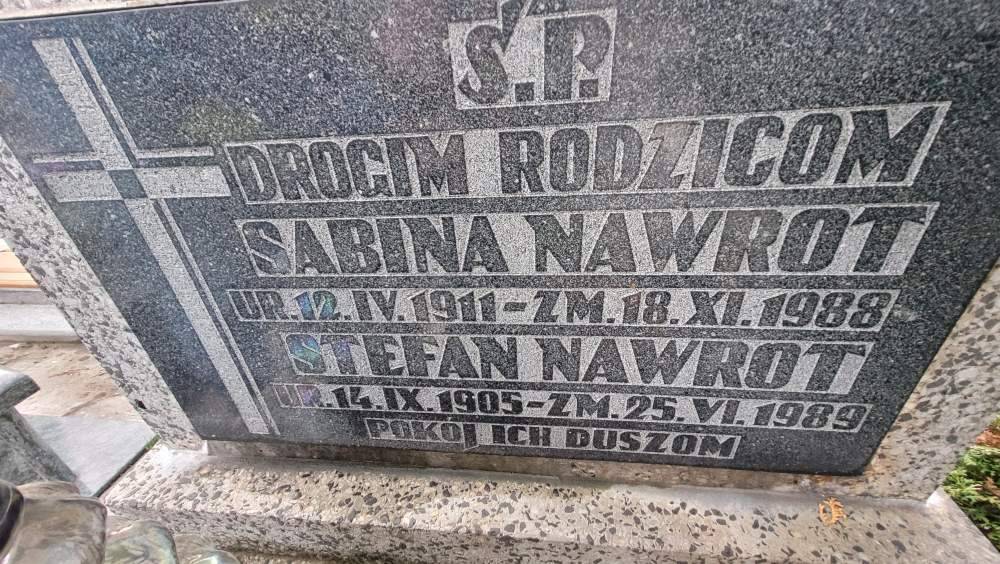 Ś.P.
DROGIM RODZICOM
SABINA NAWROT
UR.12.IV.1911-ZM.18.XI.1988
STEFAN NAWROT
UR.14.IX.1905-ZM.25.VI.1989
POKÓJ ICH DUSZOM